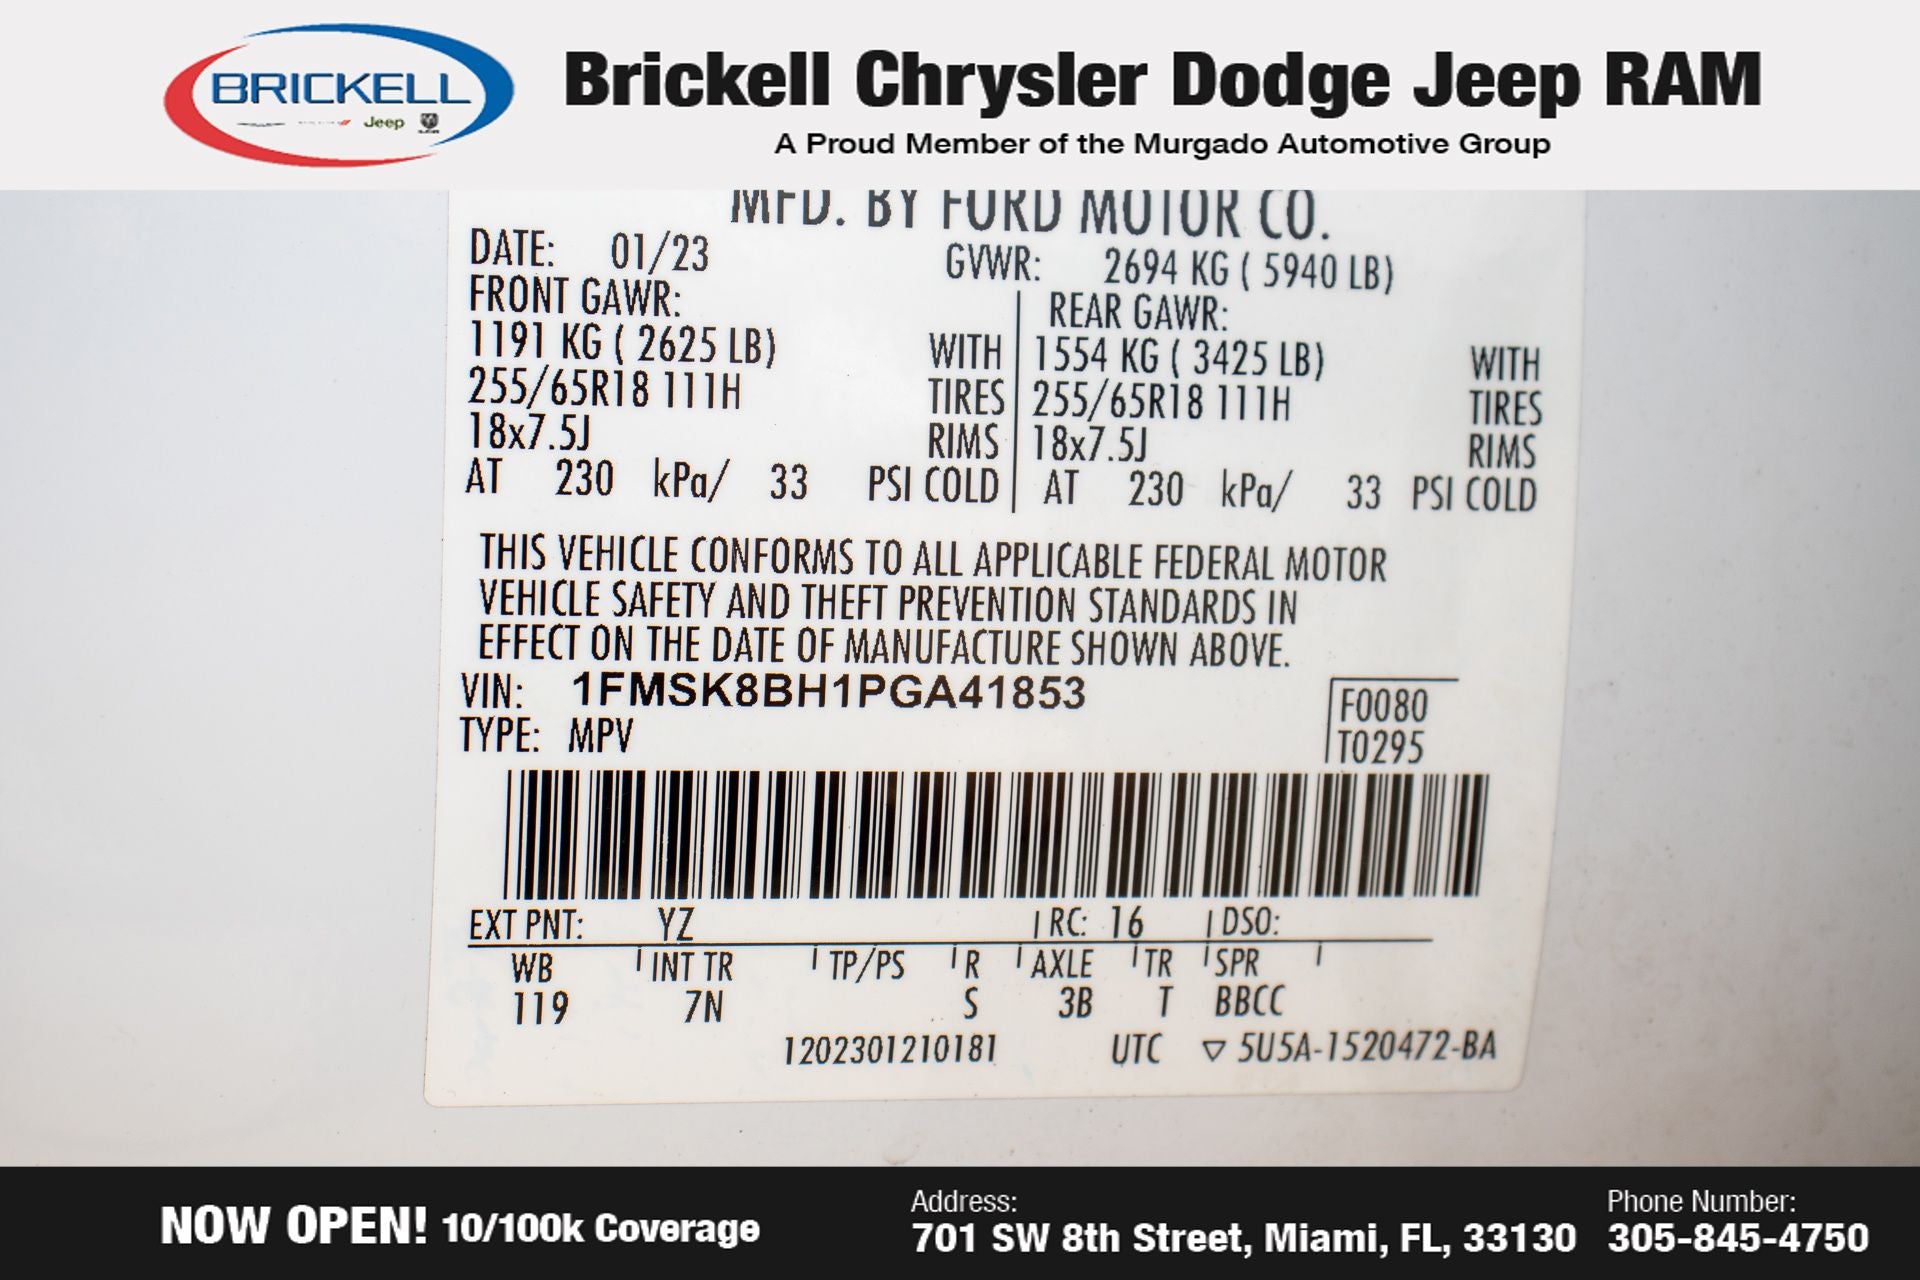 BRICKELL
Jeep
Brickell Chrysler Dodge Jeep RAM
A Proud Member of the Murgado Automotive Group
MFD. BY FORD MOTOR CO.
DATE: 01/23
GVWR: 2694 KG ( 5940 LB)
FRONT GAWR:
REAR GAWR:
1191 KG ( 2625 LB) WITH
1554 KG ( 3425 LB) WITH
255/65R18 111H TIRES
255/65R18 111H TIRES
18x7.5J RIMS
18x7.5J RIMS
AT 230 kPa/ 33 PSI COLD
AT 230 kPa/ 33 PSI COLD
THIS VEHICLE CONFORMS TO ALL APPLICABLE FEDERAL MOTOR
VEHICLE SAFETY AND THEFT PREVENTION STANDARDS IN
EFFECT ON THE DATE OF MANUFACTURE SHOWN ABOVE.
VIN: 1FMSK8BH1PGA41853
TYPE: MPV
F0080
T0295
EXT PNT: YZ RC: 16 DSO:
WB INT TR TP/PS R AXLE TR SPR
119 7N S 3B T BBCC
1202301210181 UTC ▽ 5U5A-1520472-BA
NOW OPEN! 10/100k Coverage
Address:
701 SW 8th Street, Miami, FL, 33130
Phone Number:
305-845-4750